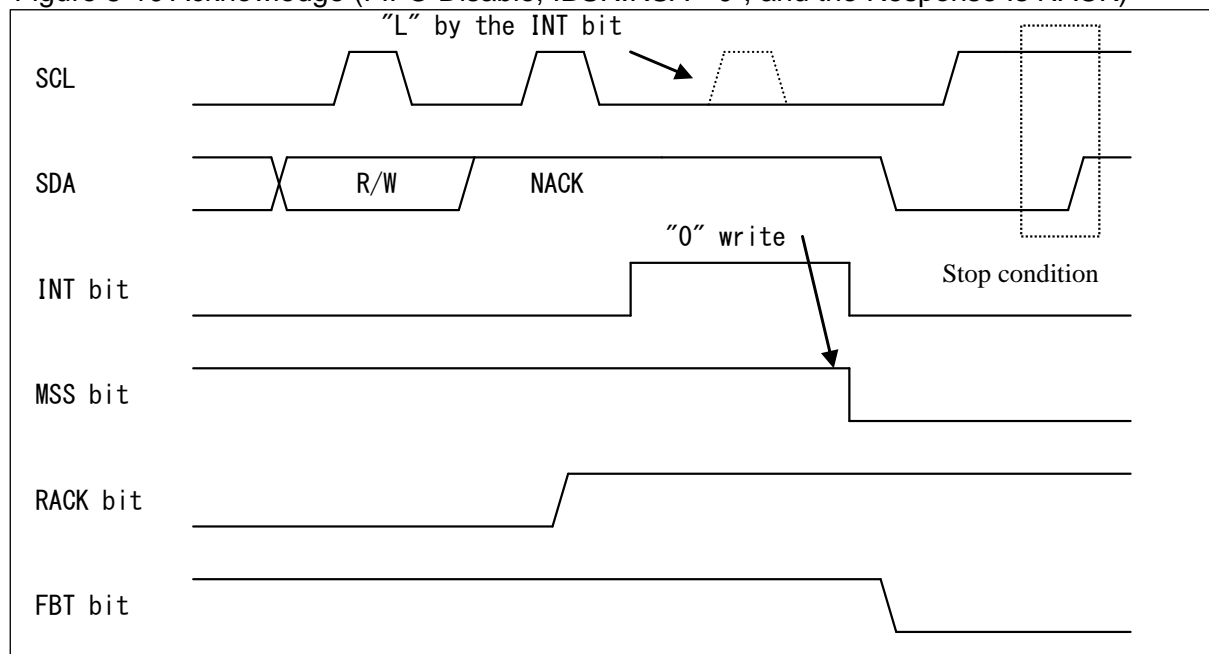 "L" by the INT bit
SCL
SDA
R/W
NACK
"0" write
INT bit
Stop condition
MSS bit
RACK bit
FBT bit